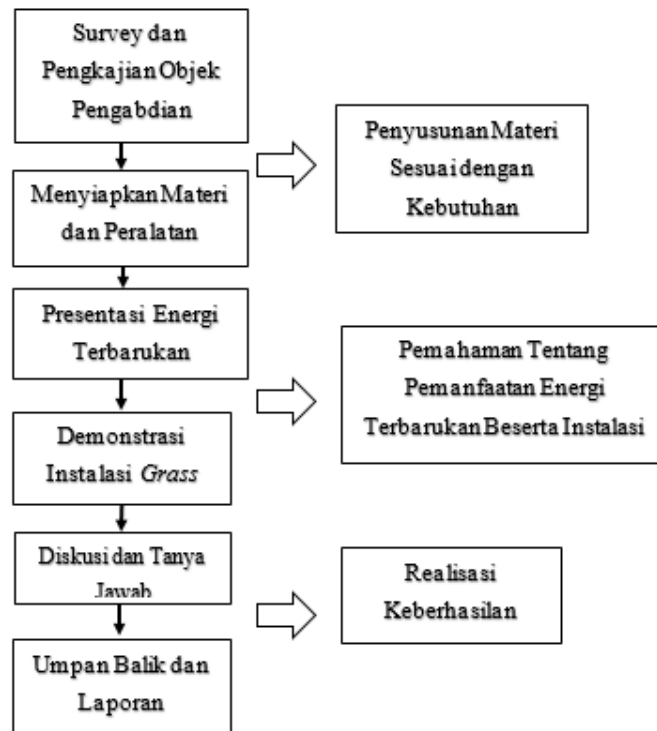 Survey dan
Pengkajian Objek
Pengabdian
Penyusunan Materi
Sesuai dengan
Kebutuhan
Menyiapkan Materi
dan Peralatan
Presentasi Energi
Terbarukan
Pemahaman Tentang
Pemanfaatan Energi
Terbarukan Beserta Instalasi
Demonstrasi
Instalasi Grass
Diskusi dan Tanya
Jawab
Realisasi
Keberhasilan
Umpan Balik dan
Laporan